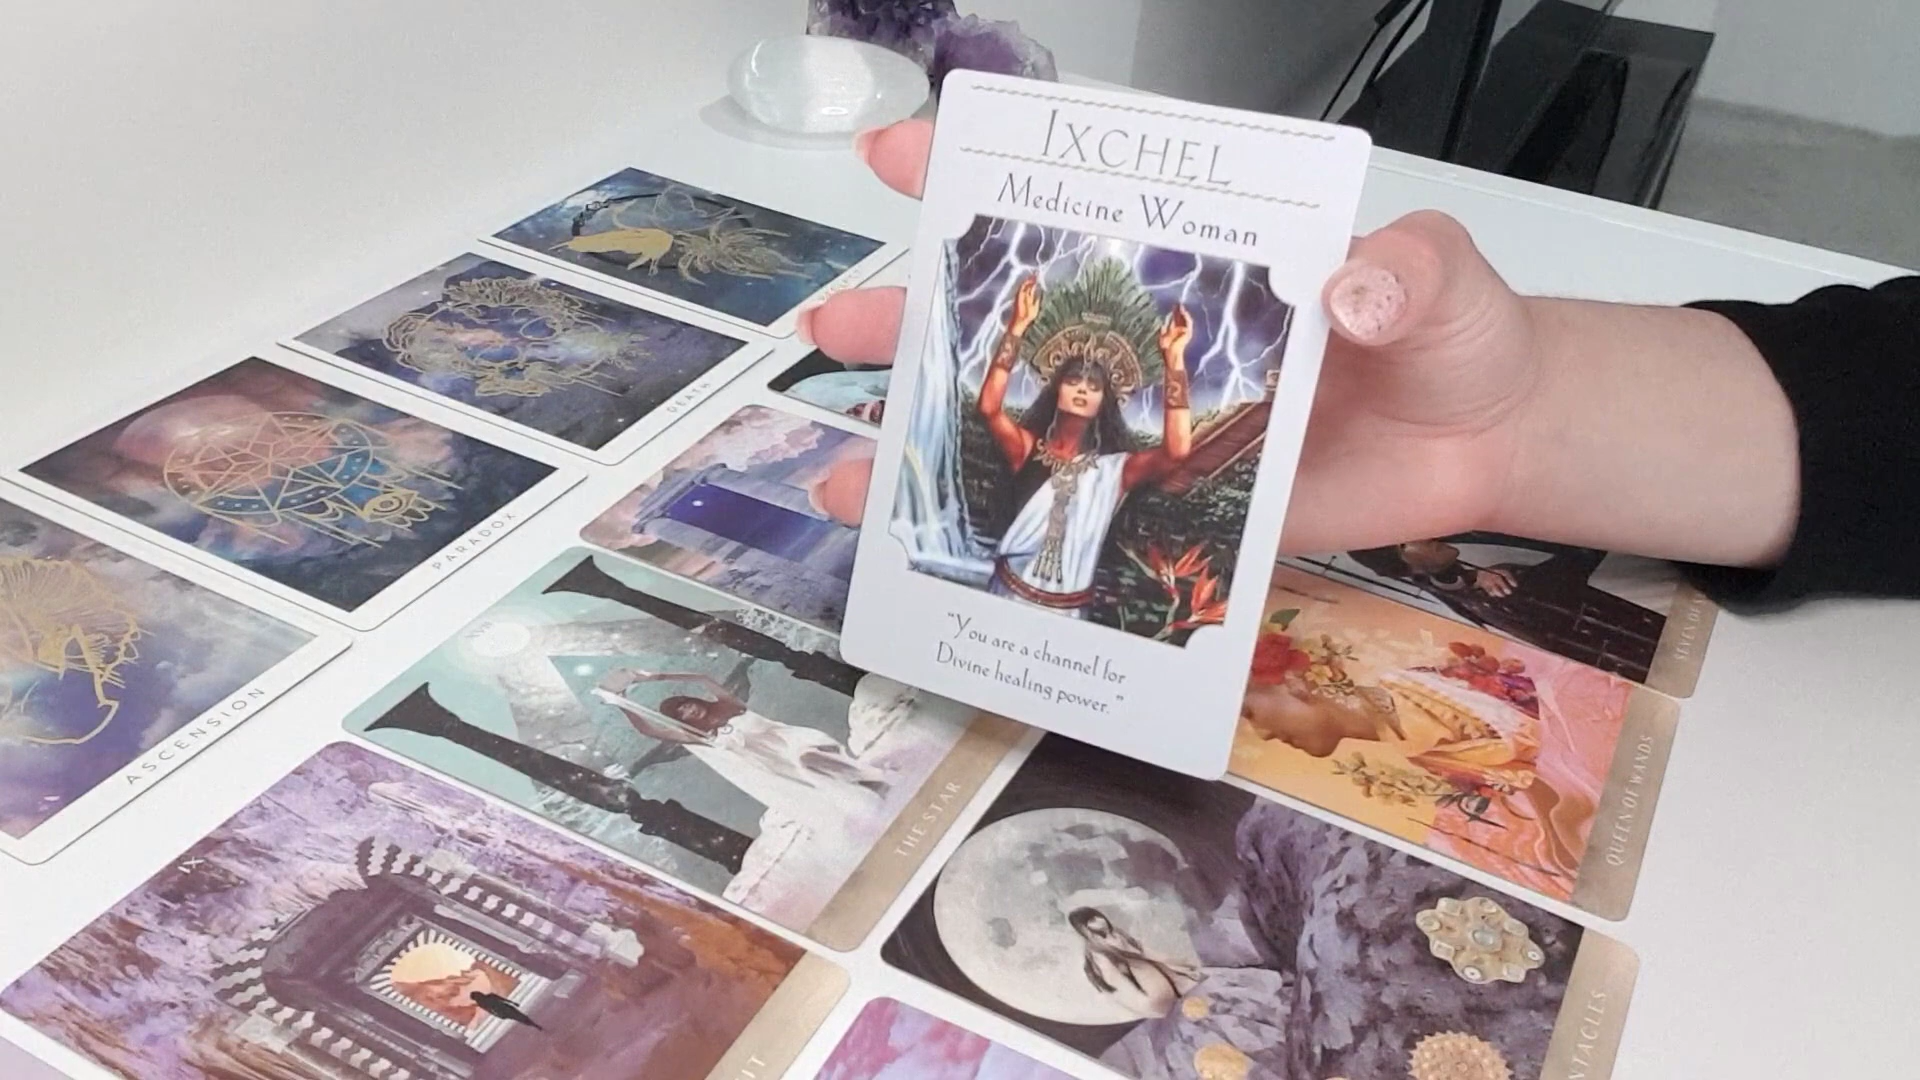 IXCHEL
Medicine Woman
"You are a channel for
Divine healing power."
DEATH
PARADOX
ASCENSION
XVII
THE STAR
IX
QUEEN OF WANDS